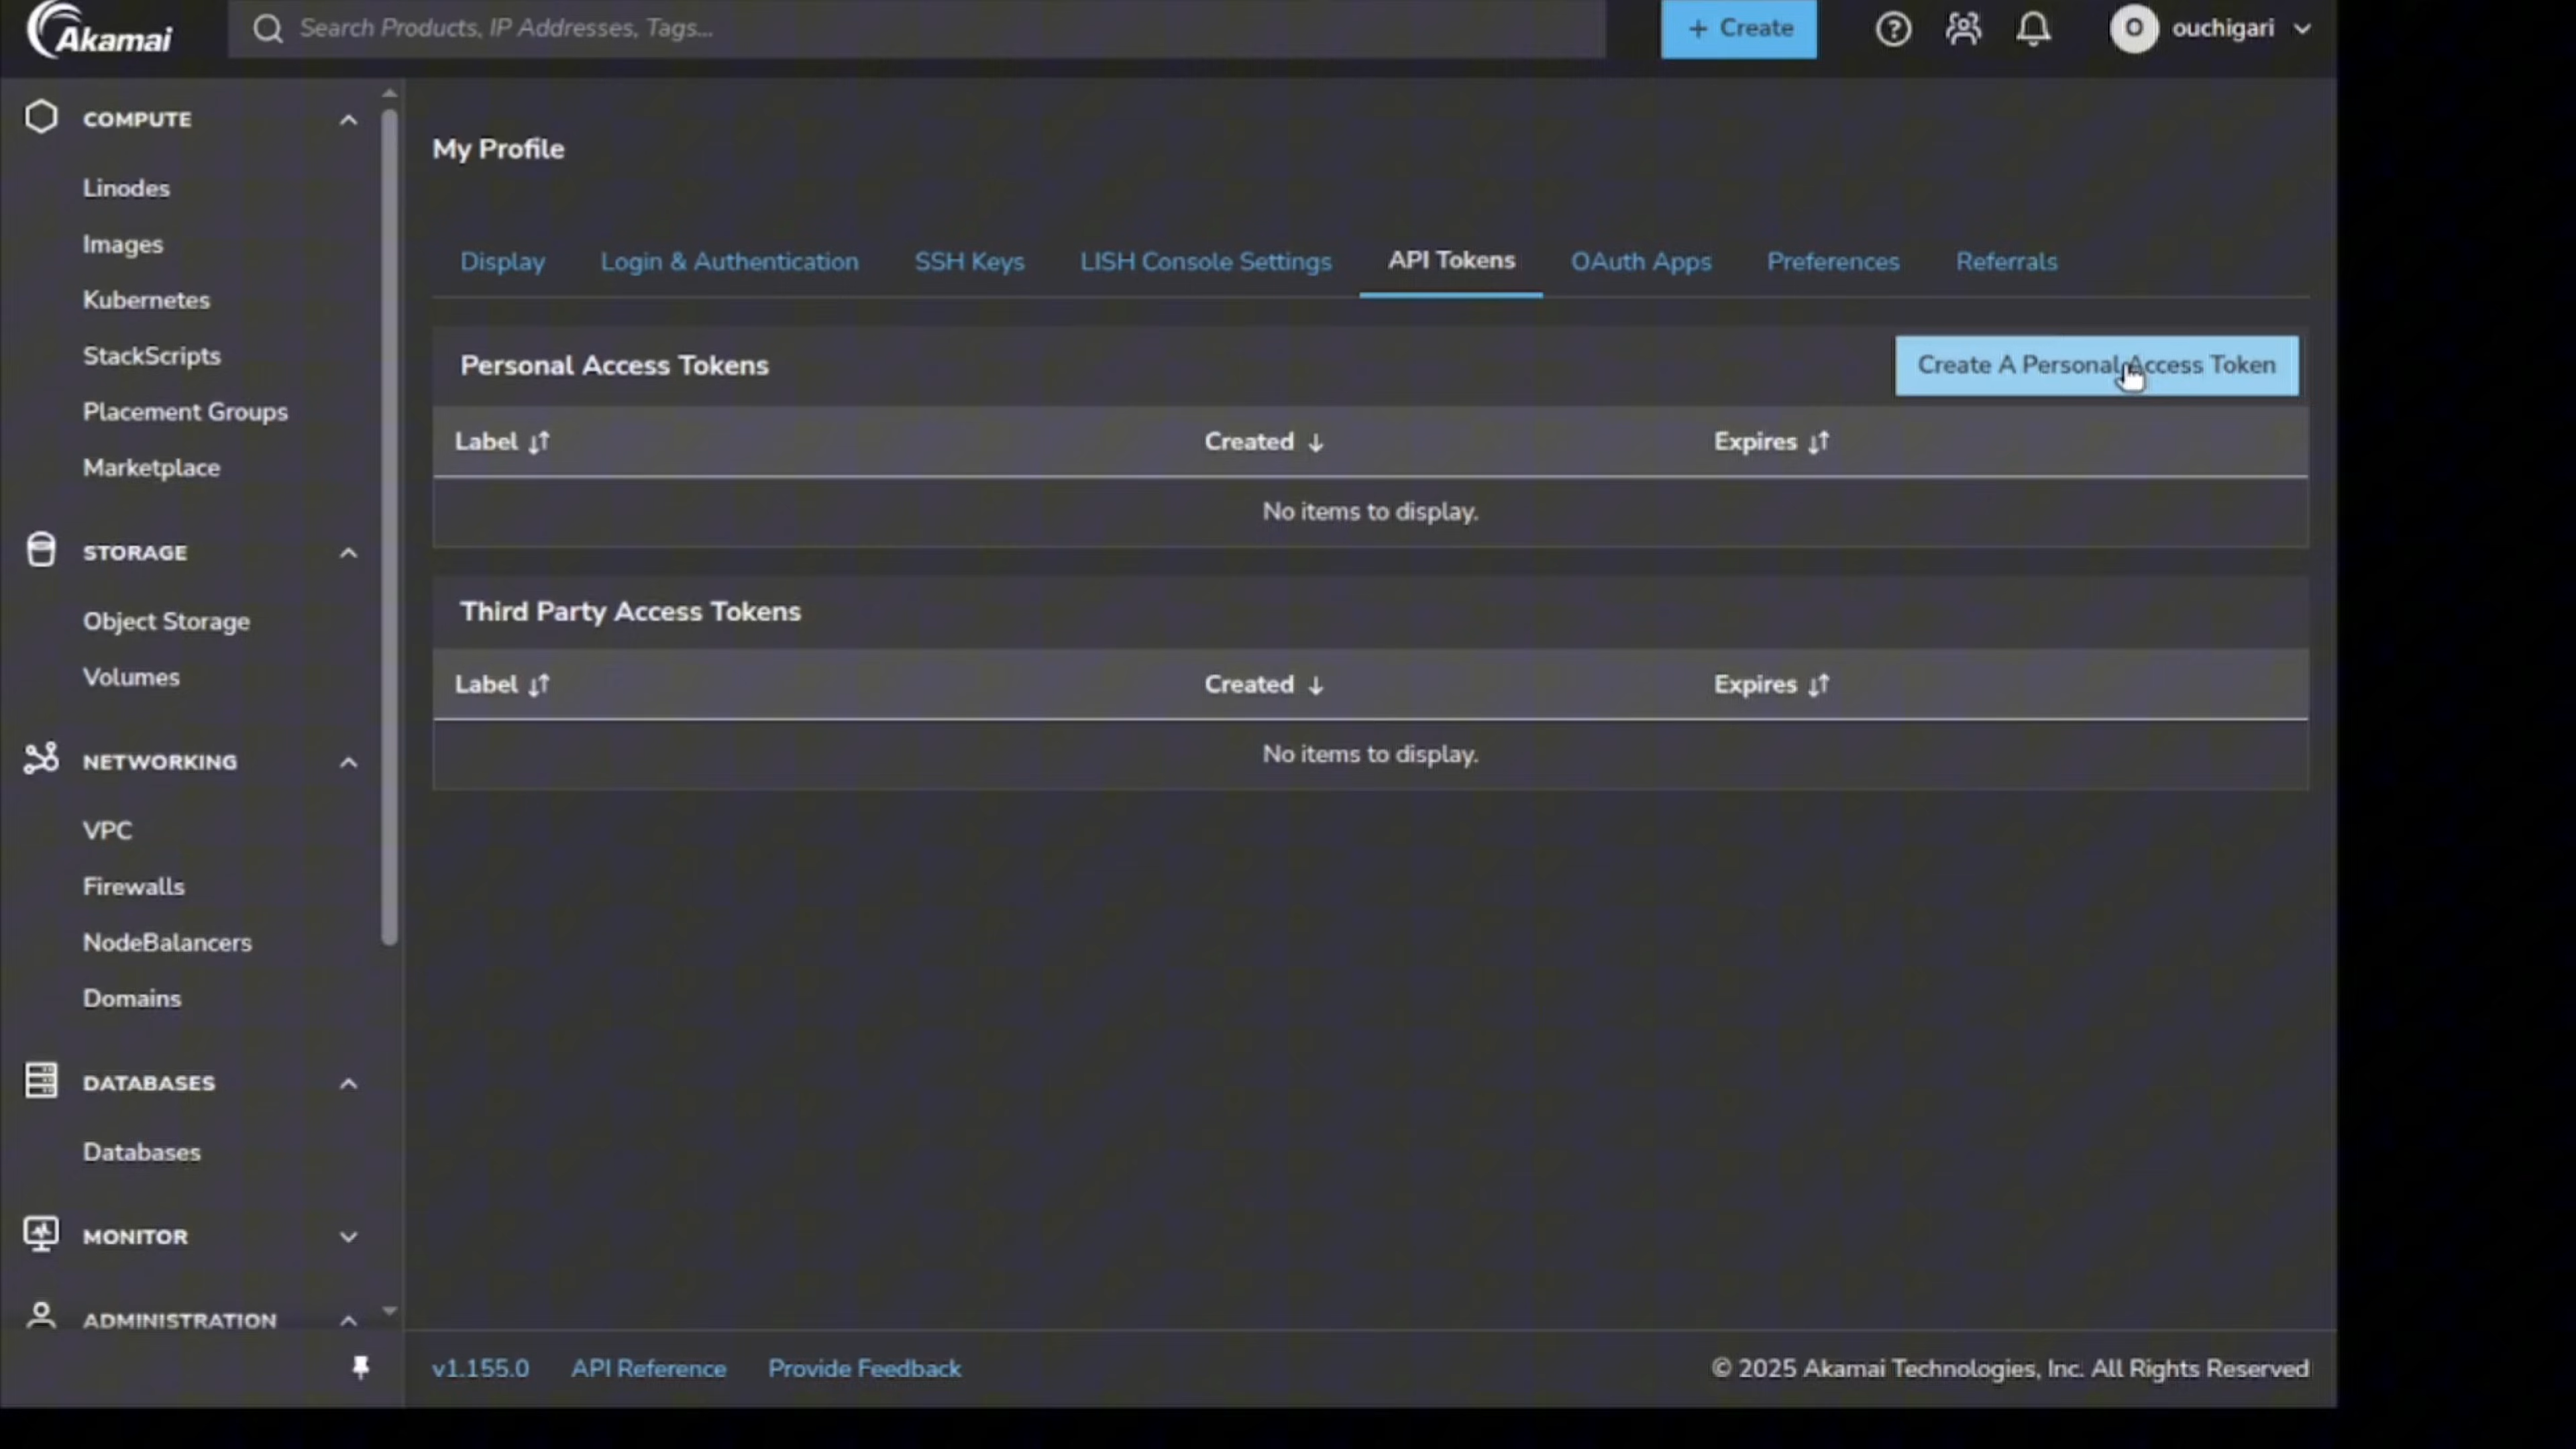 Akamai
Search Products, IP Addresses, Tags...
+ Create
O
ouchigari
COMPUTE
Linodes
Images
Kubernetes
StackScripts
Placement Groups
Marketplace
STORAGE
Object Storage
Volumes
NETWORKING
VPC
Firewalls
NodeBalancers
Domains
DATABASES
Databases
MONITOR
ADMINISTRATION
My Profile
Display
Login & Authentication
SSH Keys
LISH Console Settings
API Tokens
OAuth Apps
Preferences
Referrals
Personal Access Tokens
Create A Personal Access Token
Label
Created
Expires
No items to display.
Third Party Access Tokens
Label
Created
Expires
No items to display.
v1.155.0
API Reference
Provide Feedback
© 2025 Akamai Technologies, Inc. All Rights Reserved